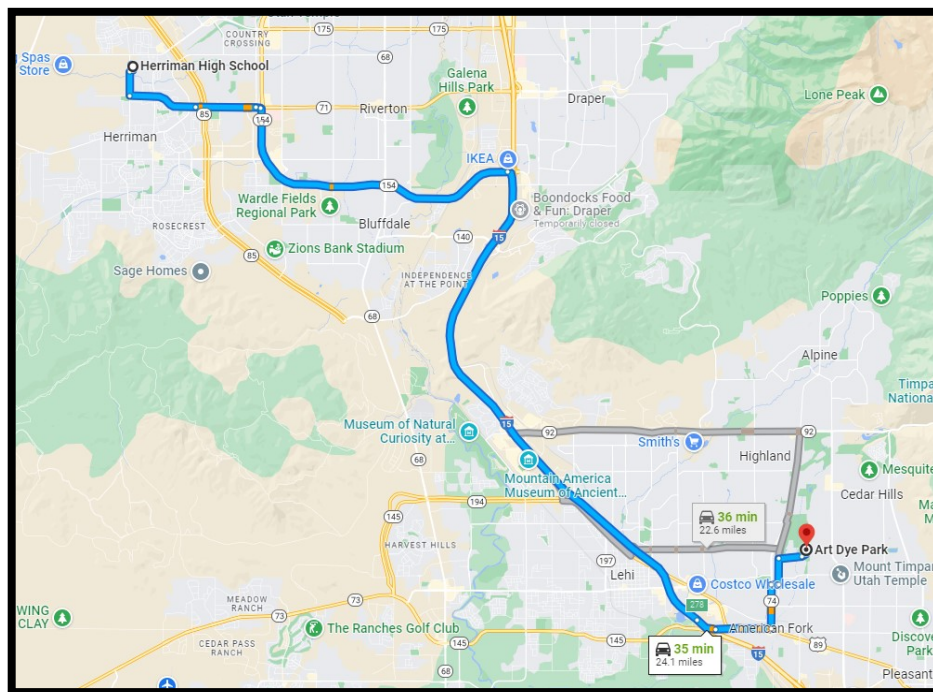 175
175
COUNTRY
CROSSING
68
Spas
Store
Herriman High School
Galena
Hills Park
Lone Peak
Draper
85
154
71
Riverton
Herriman
IKEA
154
Wardle Fields
Regional Park
Boondocks Food
& Fun: Draper
Temporarily closed
ROSECREST
Bluffdale
140
15
Zions Bank Stadium
85
Sage Homes
INDEPENDENCE
AT THE POINT
Poppies
68
Alpine
Timpa
Nationa
Museum of Natural
Curiosity at...
15
92
92
Smith's
Highland
68
Mountain America
Museum of Ancient...
Mesquite
Cedar Hills
194
145
36 min
22.6 miles
Art Dye Park
HARVEST HILLS
197
Lehi
Mount Timpan
Utah Temple
Costco Wholesale
MEADOW
RANCH
73
278
74
WING
CLAY
73
The Ranches Golf Club
145
American Fork
Discov
Park
CEDAR PASS
RANCH
35 min
24.1 miles
15
89
68
Pleasant